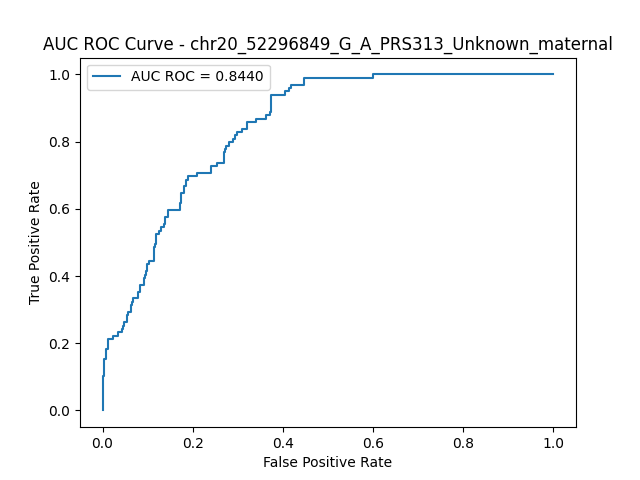 AUC ROC Curve - chr20_52296849_G_A_PRS313_Unknown_maternal
AUC ROC = 0.8440
1.0
0.8
0.6
0.4
0.2
0.0
True Positive Rate
0.0 0.2 0.4 0.6 0.8 1.0
False Positive Rate